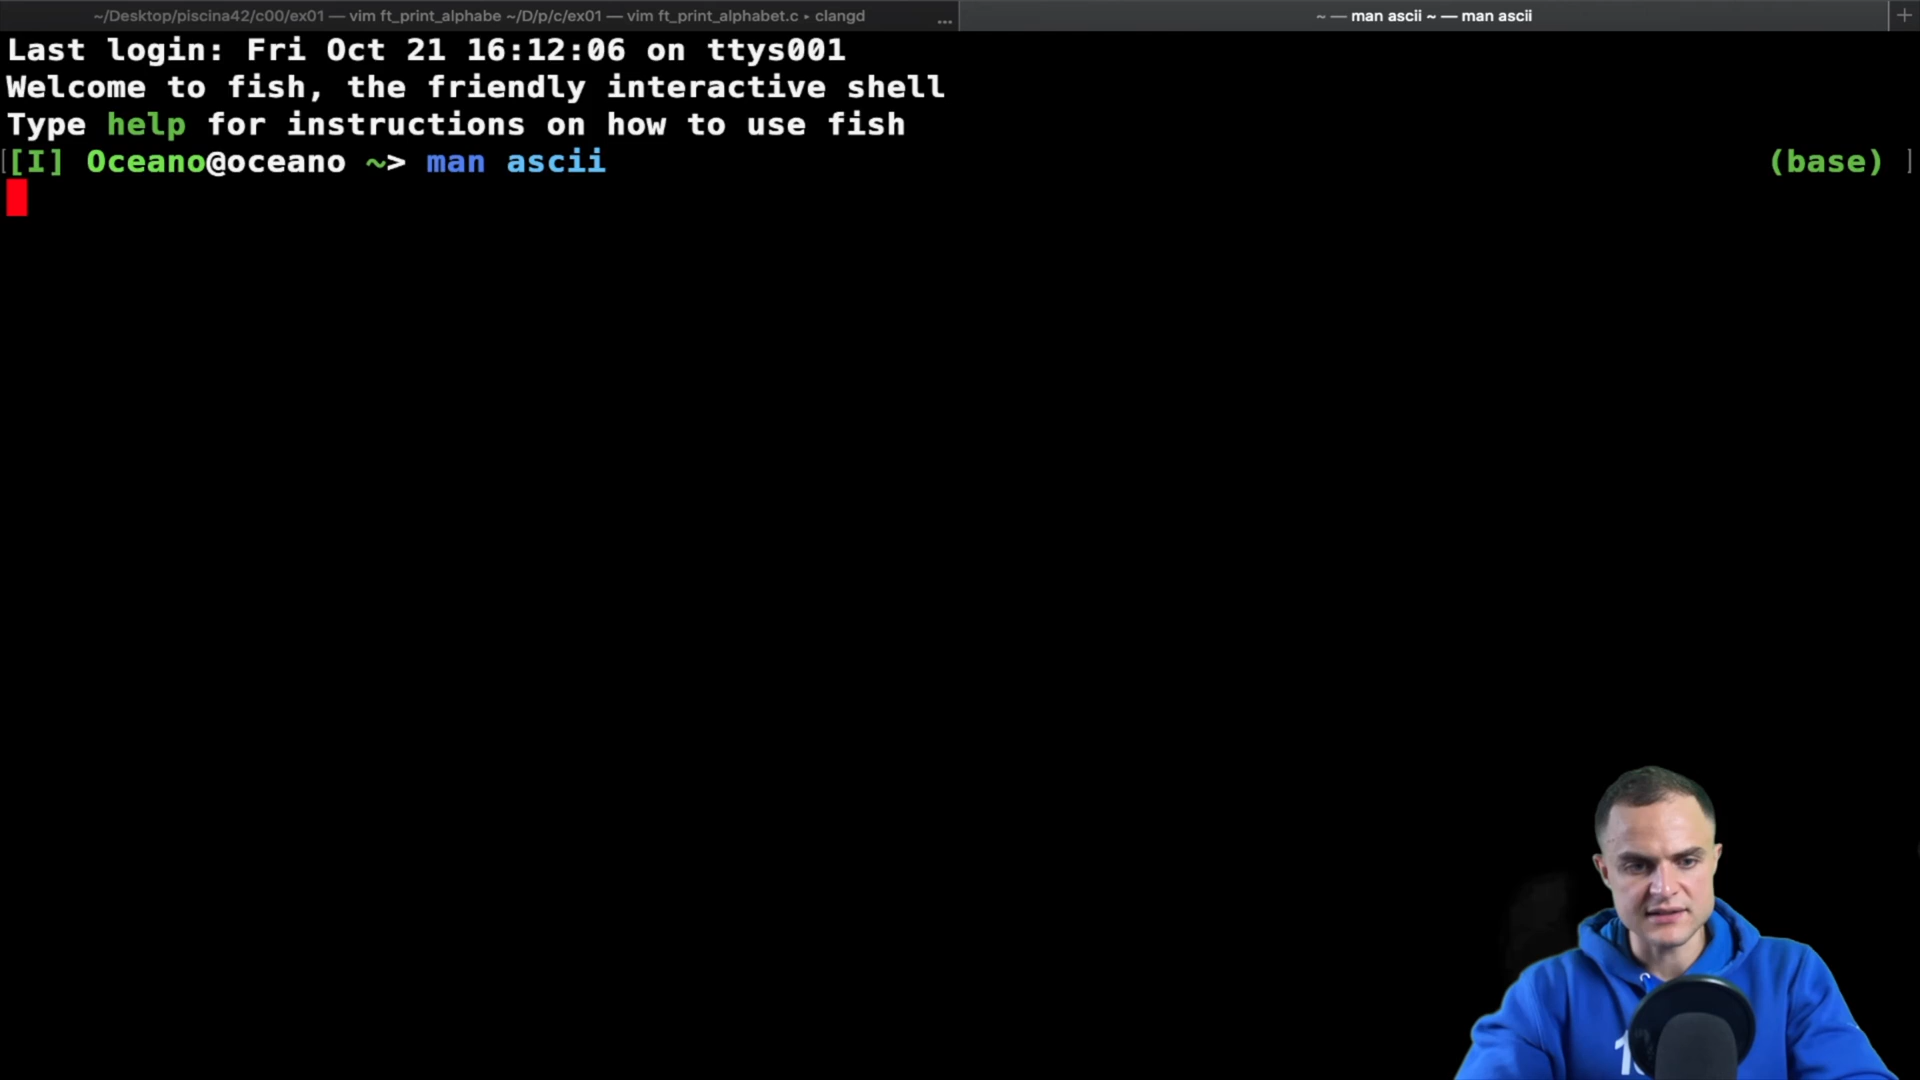 ~/Desktop/piscina42/c00/ex01 — vim ft_print_alphabe ~/D/p/c/ex01 — vim ft_print_alphabet.c ▸ clangd ...
~ — man ascii ~ — man ascii +
Last login: Fri Oct 21 16:12:06 on ttys001
Welcome to fish, the friendly interactive shell
Type help for instructions on how to use fish
[[I] Oceano@oceano ~> man ascii (base) ]